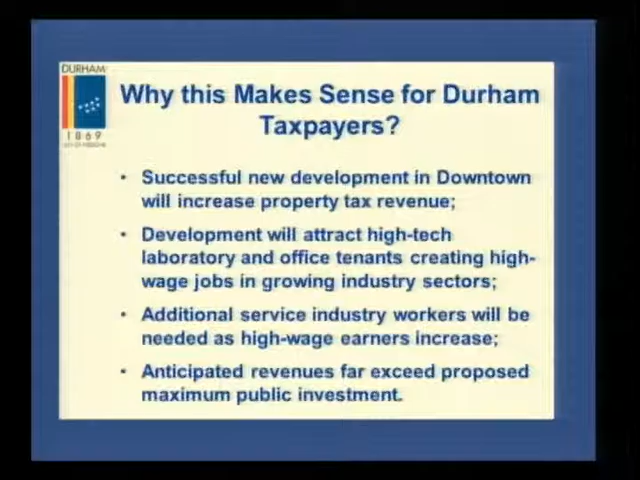 DURHAM
1869
Why this Makes Sense for Durham
Taxpayers?
• Successful new development in Downtown
will increase property tax revenue;
• Development will attract high-tech
laboratory and office tenants creating high-
wage jobs in growing industry sectors;
• Additional service industry workers will be
needed as high-wage earners increase;
• Anticipated revenues far exceed proposed
maximum public investment.